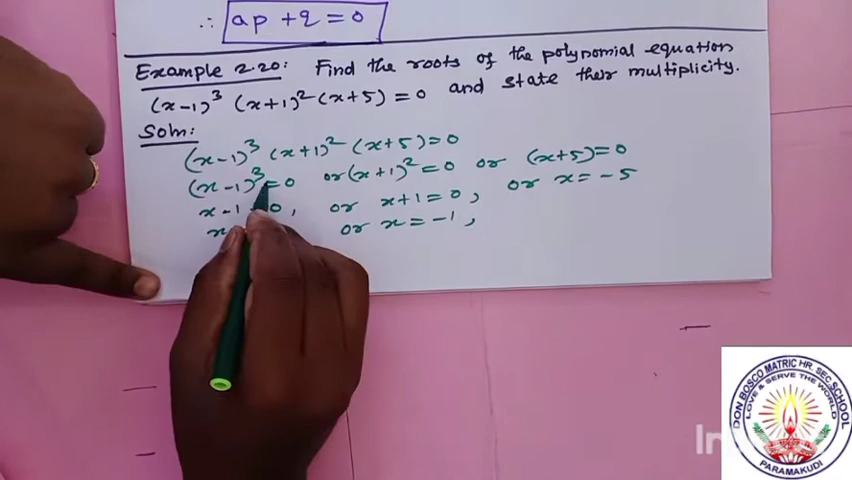 ∴ ap + q = 0
Example 2.20: Find the roots of the polynomial equation
(x-1)³ (x+1)² (x+5) = 0 and state their multiplicity.
Soln:
(x-1)³ (x+1)² (x+5) = 0
(x-1)³ = 0 or (x+1)² = 0 or (x+5) = 0
x-1 = 0, or x+1 = 0, or x = -5
x or x = -1,
DON BOSCO MATRIC HR. SEC SCHOOL
LOVE & SERVE THE WORLD
PARAMAKUDI